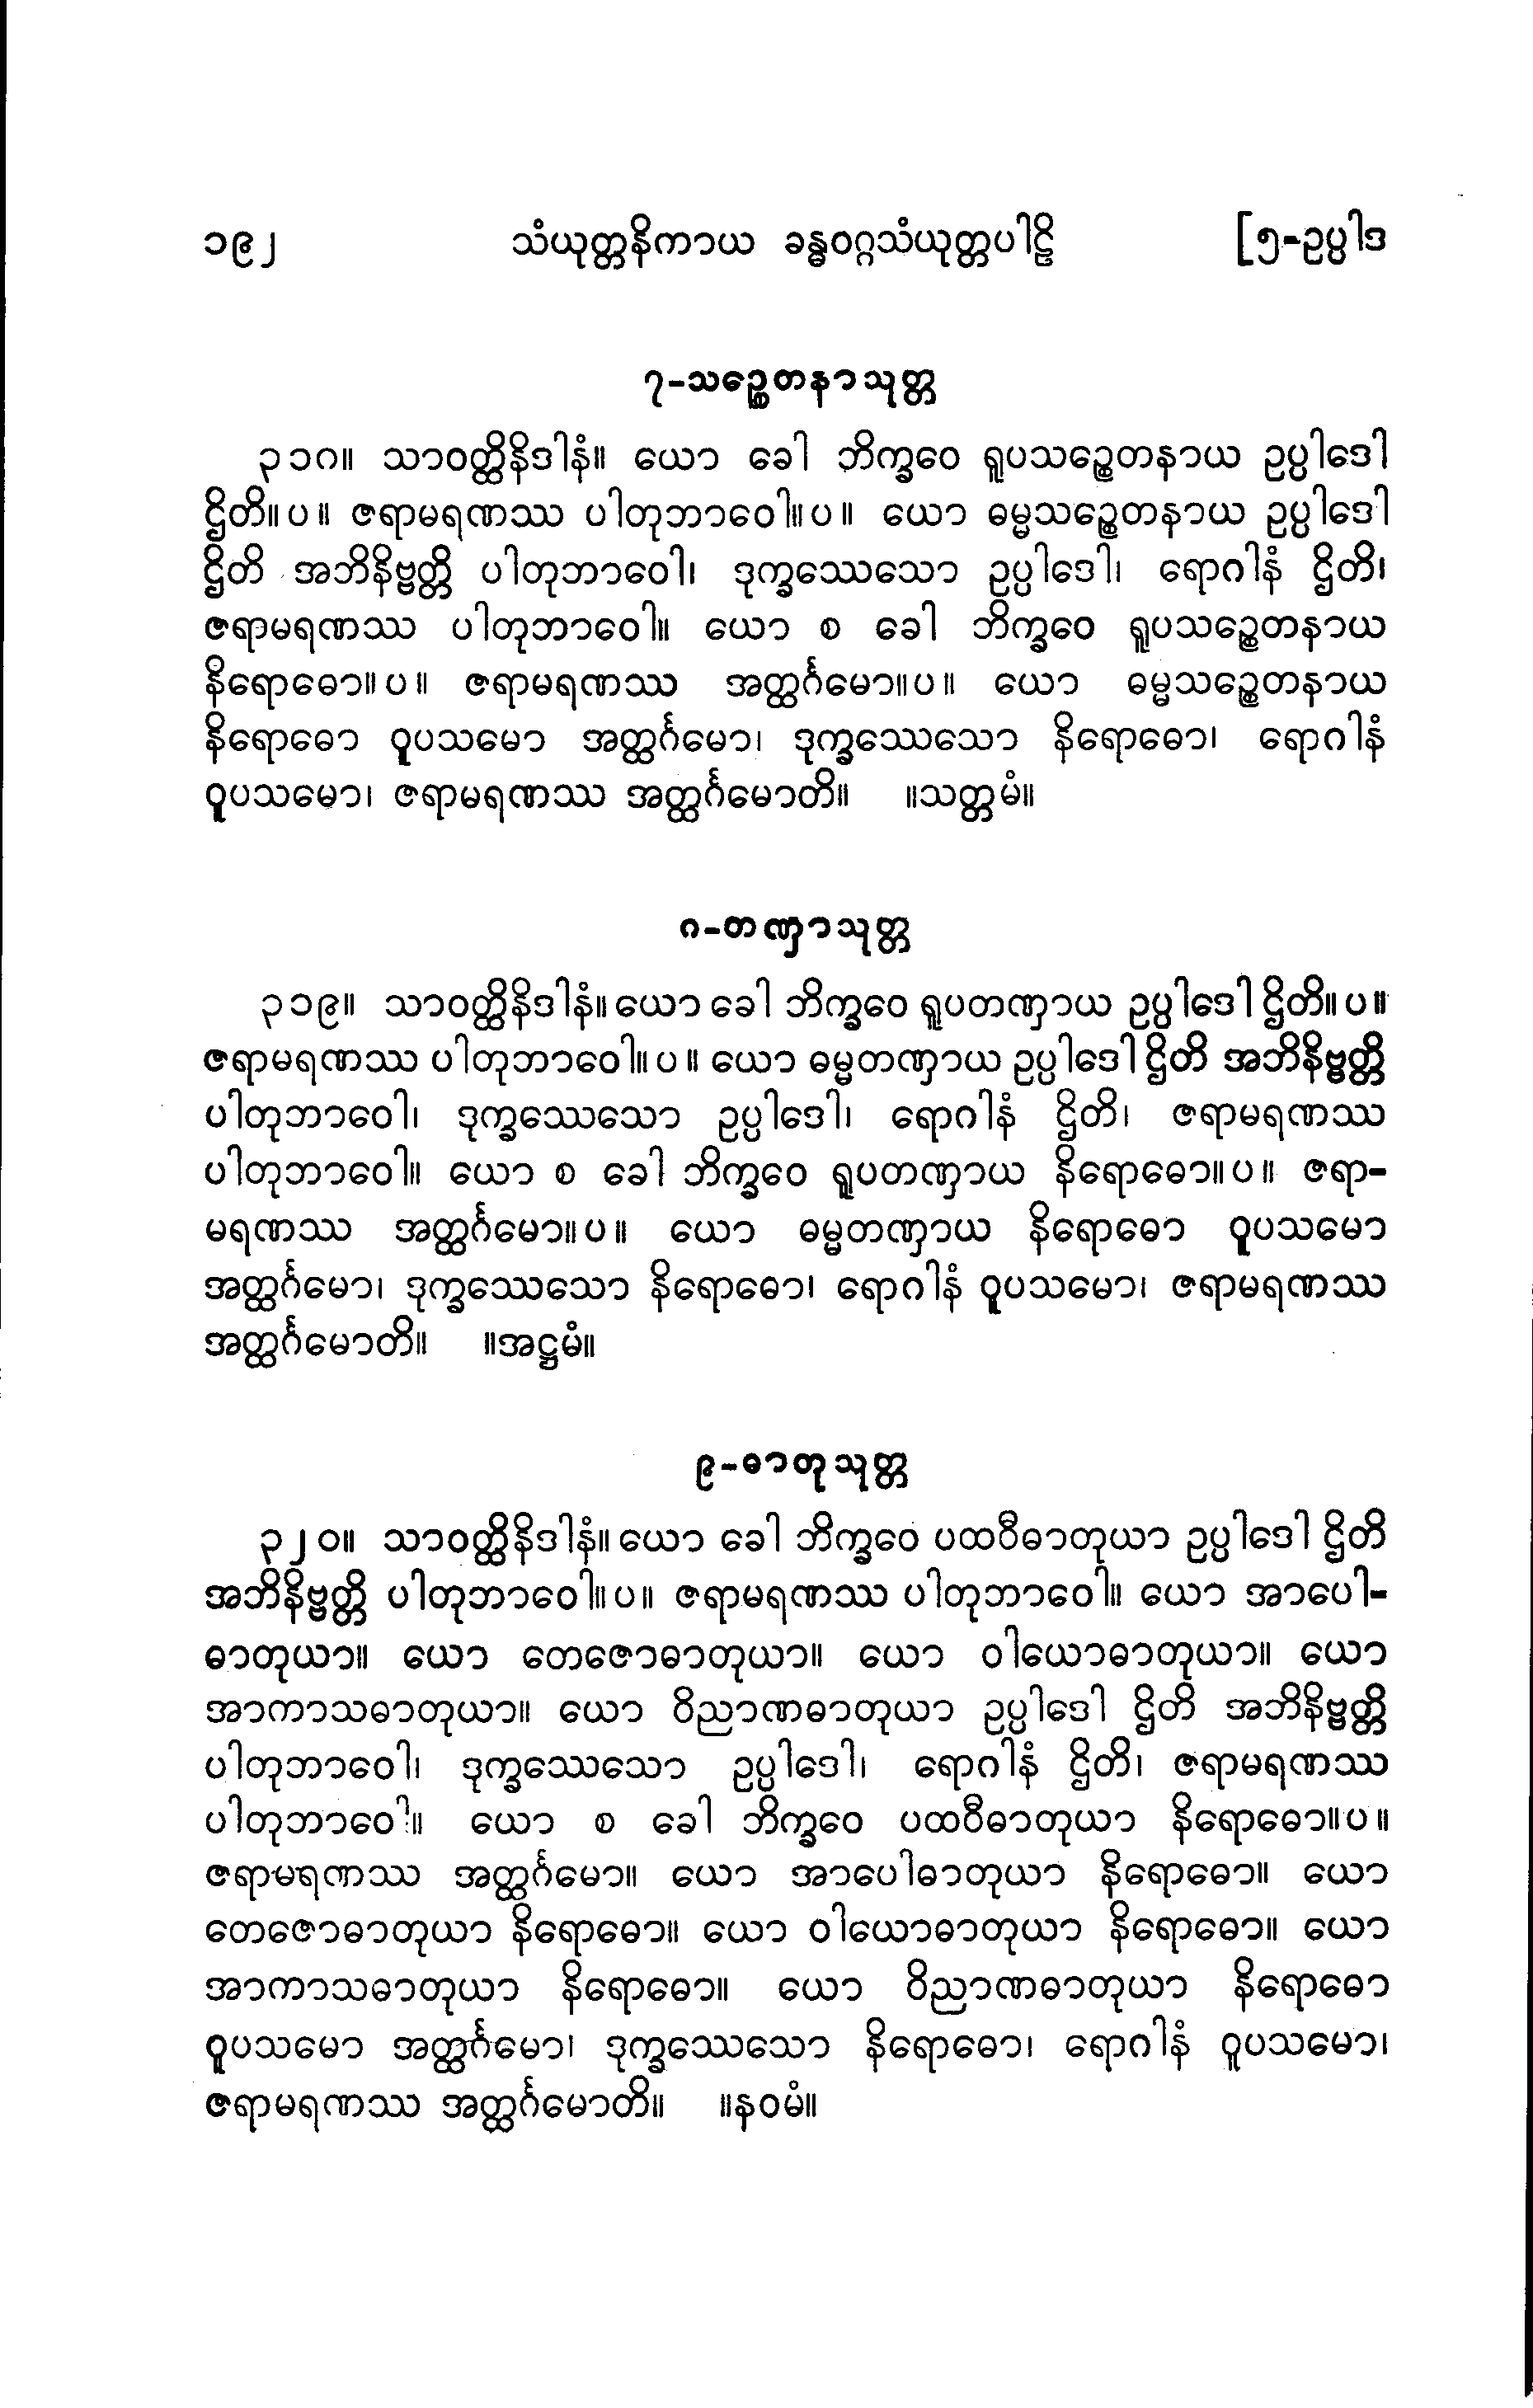 ၁၉၂ သံယုတ္တနိကာယ ခန္ဓဝဂ္ဂသံယုတ္တပါဠိ [၅-ဥပ္ပါဒ
၇-သဉ္စေတနာသုတ္တ
၃၁၈။ သာဝတ္ထိနိဒါနံ။ ယော ခေါ ဘိက္ခဝေ ရူပသဉ္စေတနာယ ဥပ္ပါဒေါ
ဌိတိ။ပ။ ဇရာမရဏဿ ပါတုဘာဝေါ။ပ။ ယော ဓမ္မသဉ္စေတနာယ ဥပ္ပါဒေါ
ဌိတိ အဘိနိဗ္ဗတ္တိ ပါတုဘာဝေါ၊ ဒုက္ခဿေသော ဥပ္ပါဒေါ၊ ရောဂါနံ ဌိတိ၊
ဇရာမရဏဿ ပါတုဘာဝေါ။ ယော စ ခေါ ဘိက္ခဝေ ရူပသဉ္စေတနာယ
နိရောဓော။ပ။ ဇရာမရဏဿ အတ္ထင်္ဂမော။ပ။ ယော ဓမ္မသဉ္စေတနာယ
နိရောဓော ဝူပသမော အတ္ထင်္ဂမော၊ ဒုက္ခဿေသော နိရောဓော၊ ရောဂါနံ
ဝူပသမော၊ ဇရာမရဏဿ အတ္ထင်္ဂမောတိ။ ။သတ္တမံ။
၈-တဏှာသုတ္တ
၃၁၉။ သာဝတ္ထိနိဒါနံ။ ယော ခေါ ဘိက္ခဝေ ရူပတဏှာယ ဥပ္ပါဒေါ ဌိတိ။ပ။
ဇရာမရဏဿ ပါတုဘာဝေါ။ပ။ ယော ဓမ္မတဏှာယ ဥပ္ပါဒေါ ဌိတိ အဘိနိဗ္ဗတ္တိ
ပါတုဘာဝေါ၊ ဒုက္ခဿေသော ဥပ္ပါဒေါ၊ ရောဂါနံ ဌိတိ၊ ဇရာမရဏဿ
ပါတုဘာဝေါ။ ယော စ ခေါ ဘိက္ခဝေ ရူပတဏှာယ နိရောဓော။ပ။ ဇရာ-
မရဏဿ အတ္ထင်္ဂမော။ပ။ ယော ဓမ္မတဏှာယ နိရောဓော ဝူပသမော
အတ္ထင်္ဂမော၊ ဒုက္ခဿေသော နိရောဓော၊ ရောဂါနံ ဝူပသမော၊ ဇရာမရဏဿ
အတ္ထင်္ဂမောတိ။ ။အဋ္ဌမံ။
၉-ဓာတုသုတ္တ
၃၂၀။ သာဝတ္ထိနိဒါနံ။ ယော ခေါ ဘိက္ခဝေ ပထဝီဓာတုယာ ဥပ္ပါဒေါ ဌိတိ
အဘိနိဗ္ဗတ္တိ ပါတုဘာဝေါ။ပ။ ဇရာမရဏဿ ပါတုဘာဝေါ။ ယော အာပေါ-
ဓာတုယာ။ ယော တေဇောဓာတုယာ။ ယော ဝါယောဓာတုယာ။ ယော
အာကာသဓာတုယာ။ ယော ဝိညာဏဓာတုယာ ဥပ္ပါဒေါ ဌိတိ အဘိနိဗ္ဗတ္တိ
ပါတုဘာဝေါ၊ ဒုက္ခဿေသော ဥပ္ပါဒေါ၊ ရောဂါနံ ဌိတိ၊ ဇရာမရဏဿ
ပါတုဘာဝေါ။ ယော စ ခေါ ဘိက္ခဝေ ပထဝီဓာတုယာ နိရောဓော။ပ။
ဇရာမရဏဿ အတ္ထင်္ဂမော။ ယော အာပေါဓာတုယာ နိရောဓော။ ယော
တေဇောဓာတုယာ နိရောဓော။ ယော ဝါယောဓာတုယာ နိရောဓော။ ယော
အာကာသဓာတုယာ နိရောဓော။ ယော ဝိညာဏဓာတုယာ နိရောဓော
ဝူပသမော အတ္ထင်္ဂမော၊ ဒုက္ခဿေသော နိရောဓော၊ ရောဂါနံ ဝူပသမော၊
ဇရာမရဏဿ အတ္ထင်္ဂမောတိ။ ။နဝမံ။